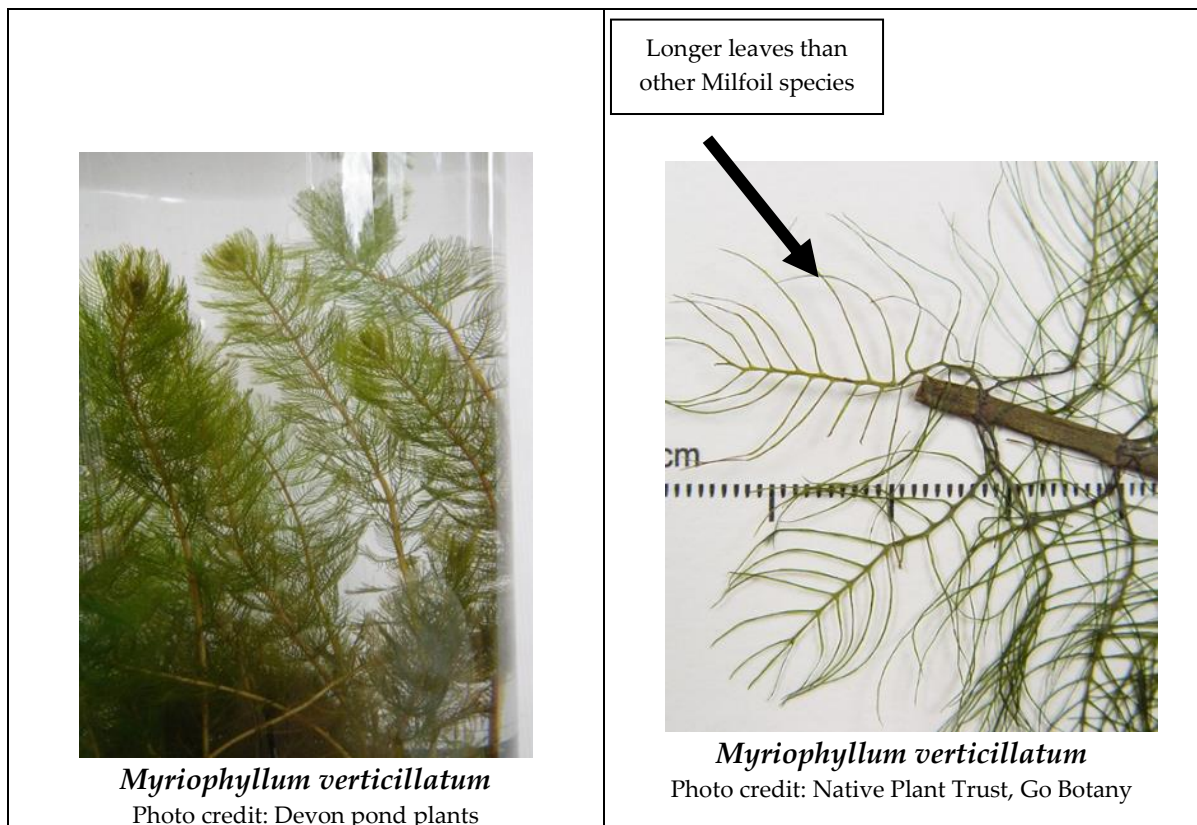 Myriophyllum verticillatum
Photo credit: Devon pond plants
Longer leaves than
other Milfoil species
cm
Myriophyllum verticillatum
Photo credit: Native Plant Trust, Go Botany